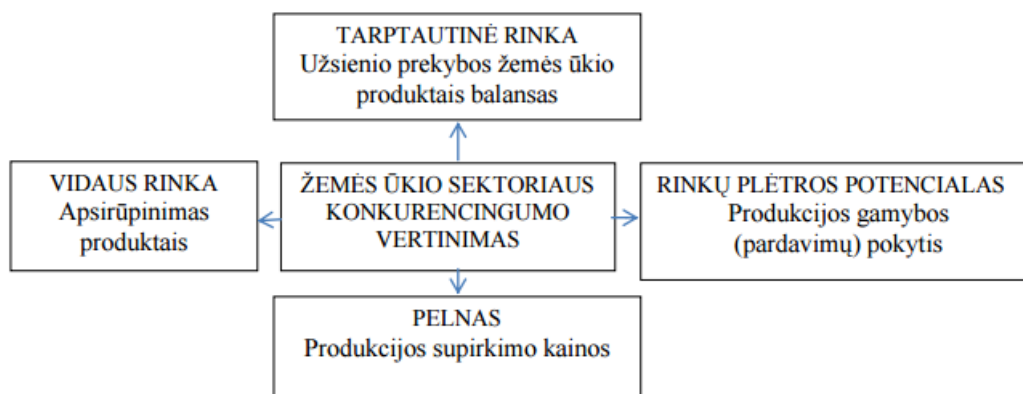 TARPTAUTINĖ RINKA
Užsienio prekybos žemės ūkio
produktais balansas
VIDAUS RINKA
Apsirūpinimas
produktais
ŽEMĖS ŪKIO SEKTORIAUS
KONKURENCINGUMO
VERTINIMAS
RINKŲ PLĖTROS POTENCIALAS
Produkcijos gamybos
(pardavimų) pokytis
PELNAS
Produkcijos supirkimo kainos